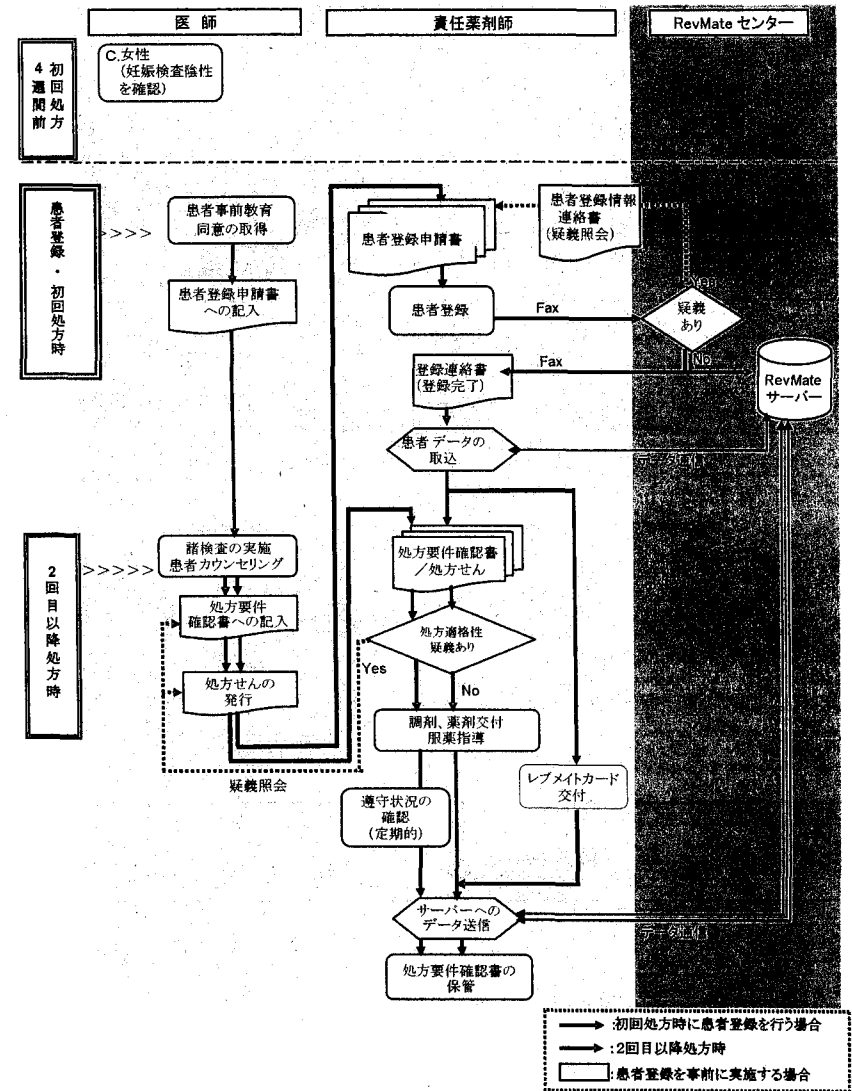 医 師
責任薬剤師
RevMate センター
初回処方
4週間前
C.女性
(妊娠検査陰性
を確認)
患者登録・初回処方時
>>>>
患者事前教育
同意の取得
患者登録申請書
への記入
患者登録申請書
患者登録情報
連絡書
(疑義照会)
患者登録
Fax
疑義
あり
No
登録連絡書
(登録完了)
Fax
RevMate
サーバー
患者データの
取込
データ通信
2回目以降処方時
>>>>>
諸検査の実施
患者カウンセリング
処方要件
確認書への記入
処方せんの
発行
疑義照会
処方要件確認書
/処方せん
処方適格性
疑義あり
Yes
No
調剤、薬剤交付
服薬指導
遵守状況の
確認
(定期的)
レブメイトカード
交付
サーバーへの
データ送信
データ通信
処方要件確認書の
保管
:初回処方時に患者登録を行う場合
:2回目以降処方時
:患者登録を事前に実施する場合